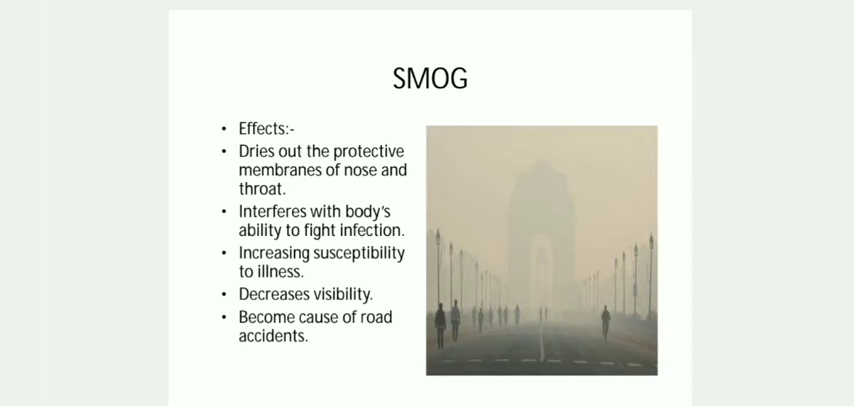 SMOG
• Effects:-
• Dries out the protective
membranes of nose and
throat.
• Interferes with body's
ability to fight infection.
• Increasing susceptibility
to illness.
• Decreases visibility.
• Become cause of road
accidents.